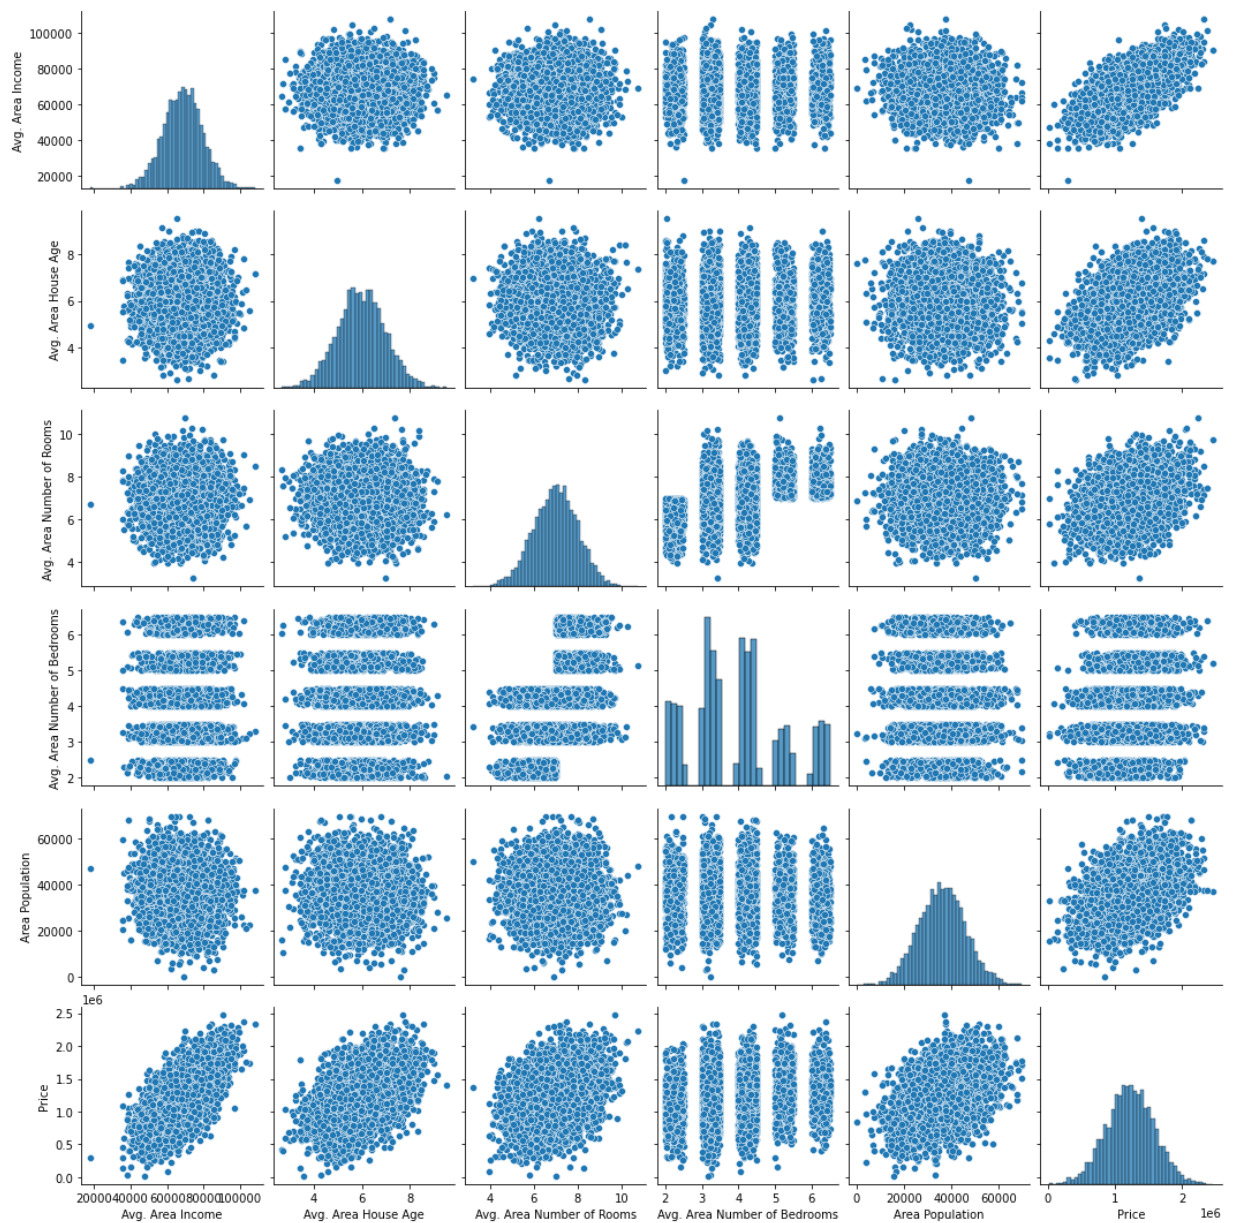 100000
80000
60000
40000
20000
Avg. Area Income
8
6
4
Avg. Area House Age
10
8
6
4
Avg. Area Number of Rooms
6
5
4
3
2
Avg. Area Number of Bedrooms
60000
40000
20000
0
Area Population
1e6
2.5
2.0
1.5
1.0
0.5
0.0
Price
20000 40000 60000 80000 100000
4 6 8
4 6 8 10
2 3 4 5 6
0 20000 40000 60000
0 1 2
1e6
Avg. Area Income
Avg. Area House Age
Avg. Area Number of Rooms
Avg. Area Number of Bedrooms
Area Population
Price